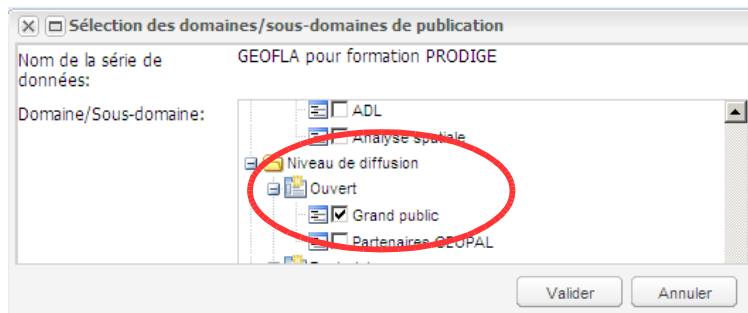 Sélection des domaines/sous-domaines de publication
Nom de la série de données:
GEOFLA pour formation PRODIGE
Domaine/Sous-domaine:
ADL
Analyse spatiale
Niveau de diffusion
Ouvert
Grand public
Partenaires GEOPAL
Valider
Annuler